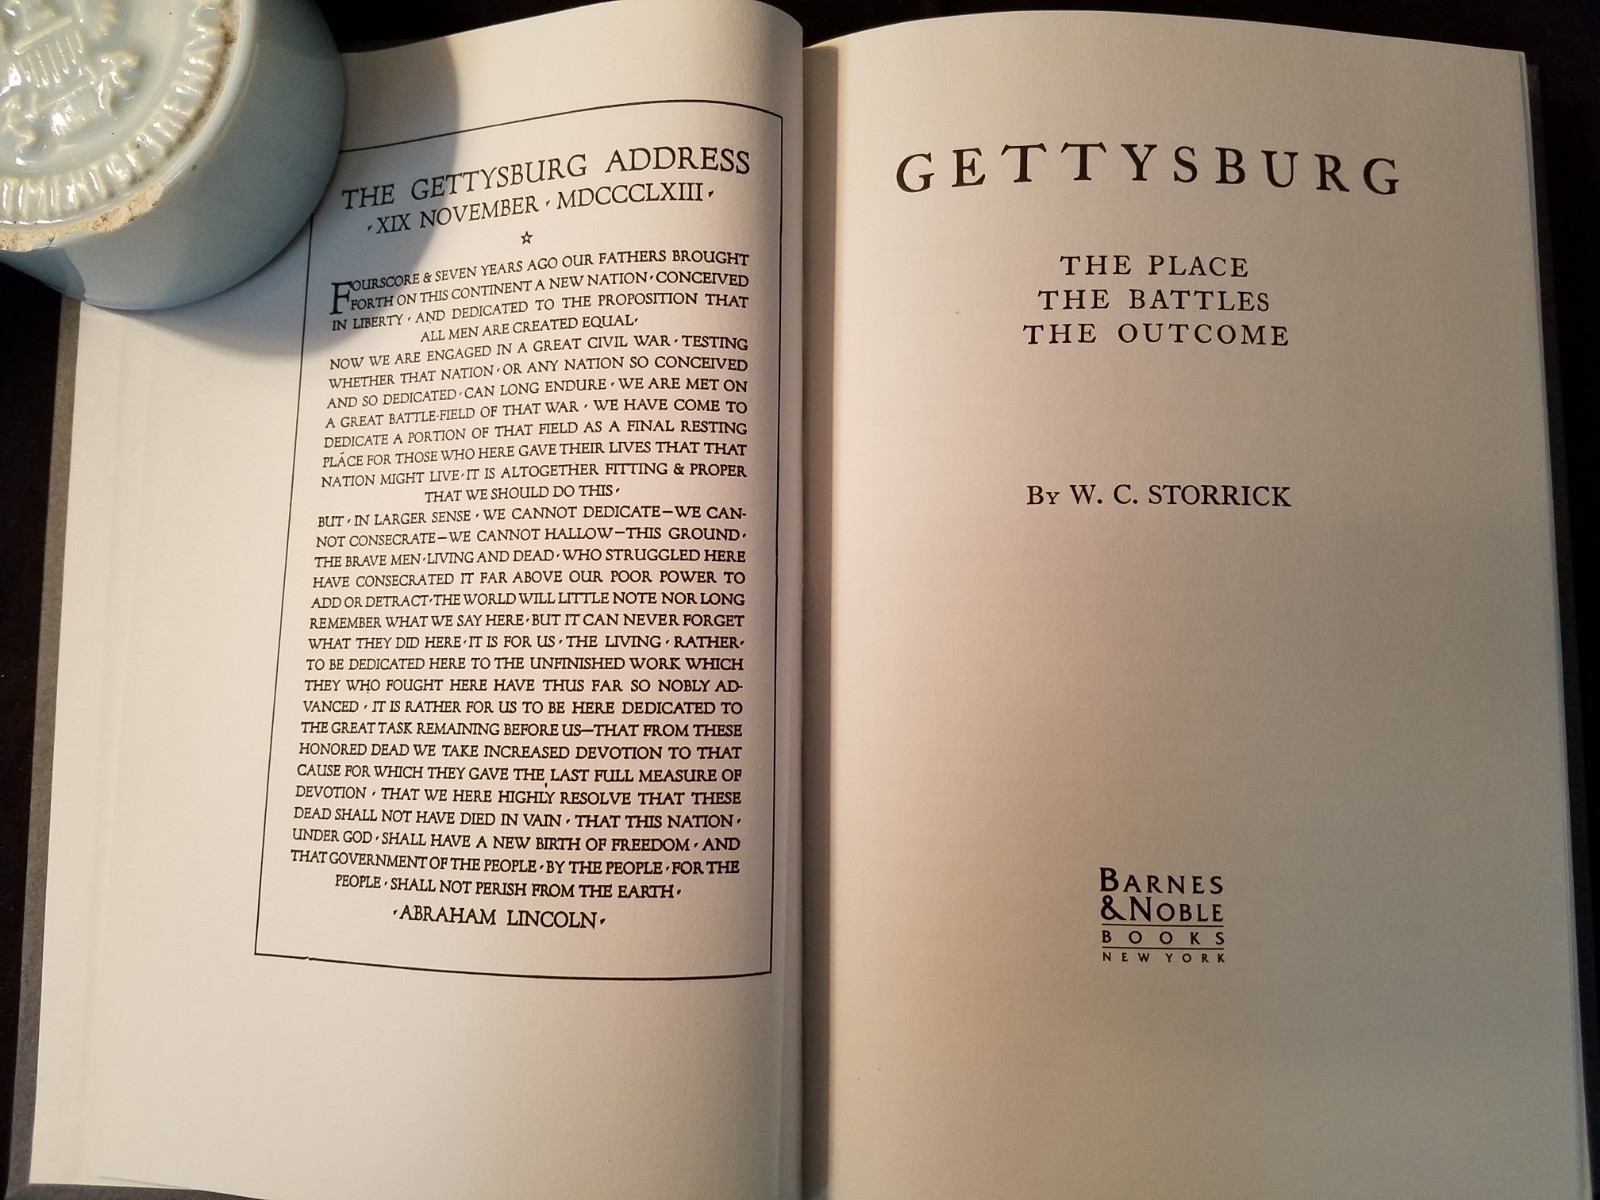 THE GETTYSBURG ADDRESS
·XIX NOVEMBER · MDCCCLXIII·
☆
FOURSCORE & SEVEN YEARS AGO OUR FATHERS BROUGHT
FORTH ON THIS CONTINENT A NEW NATION · CONCEIVED
IN LIBERTY · AND DEDICATED TO THE PROPOSITION THAT
ALL MEN ARE CREATED EQUAL·
NOW WE ARE ENGAGED IN A GREAT CIVIL WAR · TESTING
WHETHER THAT NATION · OR ANY NATION SO CONCEIVED
AND SO DEDICATED · CAN LONG ENDURE · WE ARE MET ON
A GREAT BATTLE-FIELD OF THAT WAR · WE HAVE COME TO
DEDICATE A PORTION OF THAT FIELD AS A FINAL RESTING
PLACE FOR THOSE WHO HERE GAVE THEIR LIVES THAT THAT
NATION MIGHT LIVE · IT IS ALTOGETHER FITTING & PROPER
THAT WE SHOULD DO THIS·
BUT · IN LARGER SENSE · WE CANNOT DEDICATE—WE CAN-
NOT CONSECRATE—WE CANNOT HALLOW—THIS GROUND·
THE BRAVE MEN · LIVING AND DEAD · WHO STRUGGLED HERE
HAVE CONSECRATED IT FAR ABOVE OUR POOR POWER TO
ADD OR DETRACT · THE WORLD WILL LITTLE NOTE NOR LONG
REMEMBER WHAT WE SAY HERE · BUT IT CAN NEVER FORGET
WHAT THEY DID HERE · IT IS FOR US · THE LIVING · RATHER·
TO BE DEDICATED HERE TO THE UNFINISHED WORK WHICH
THEY WHO FOUGHT HERE HAVE THUS FAR SO NOBLY AD-
VANCED · IT IS RATHER FOR US TO BE HERE DEDICATED TO
THE GREAT TASK REMAINING BEFORE US—THAT FROM THESE
HONORED DEAD WE TAKE INCREASED DEVOTION TO THAT
CAUSE FOR WHICH THEY GAVE THE LAST FULL MEASURE OF
DEVOTION · THAT WE HERE HIGHLY RESOLVE THAT THESE
DEAD SHALL NOT HAVE DIED IN VAIN · THAT THIS NATION ·
UNDER GOD · SHALL HAVE A NEW BIRTH OF FREEDOM · AND
THAT GOVERNMENT OF THE PEOPLE · BY THE PEOPLE · FOR THE
PEOPLE · SHALL NOT PERISH FROM THE EARTH·
·ABRAHAM LINCOLN·
GETTYSBURG
THE PLACE
THE BATTLES
THE OUTCOME
By W. C. STORRICK
BARNES
& NOBLE
BOOKS
NEW YORK